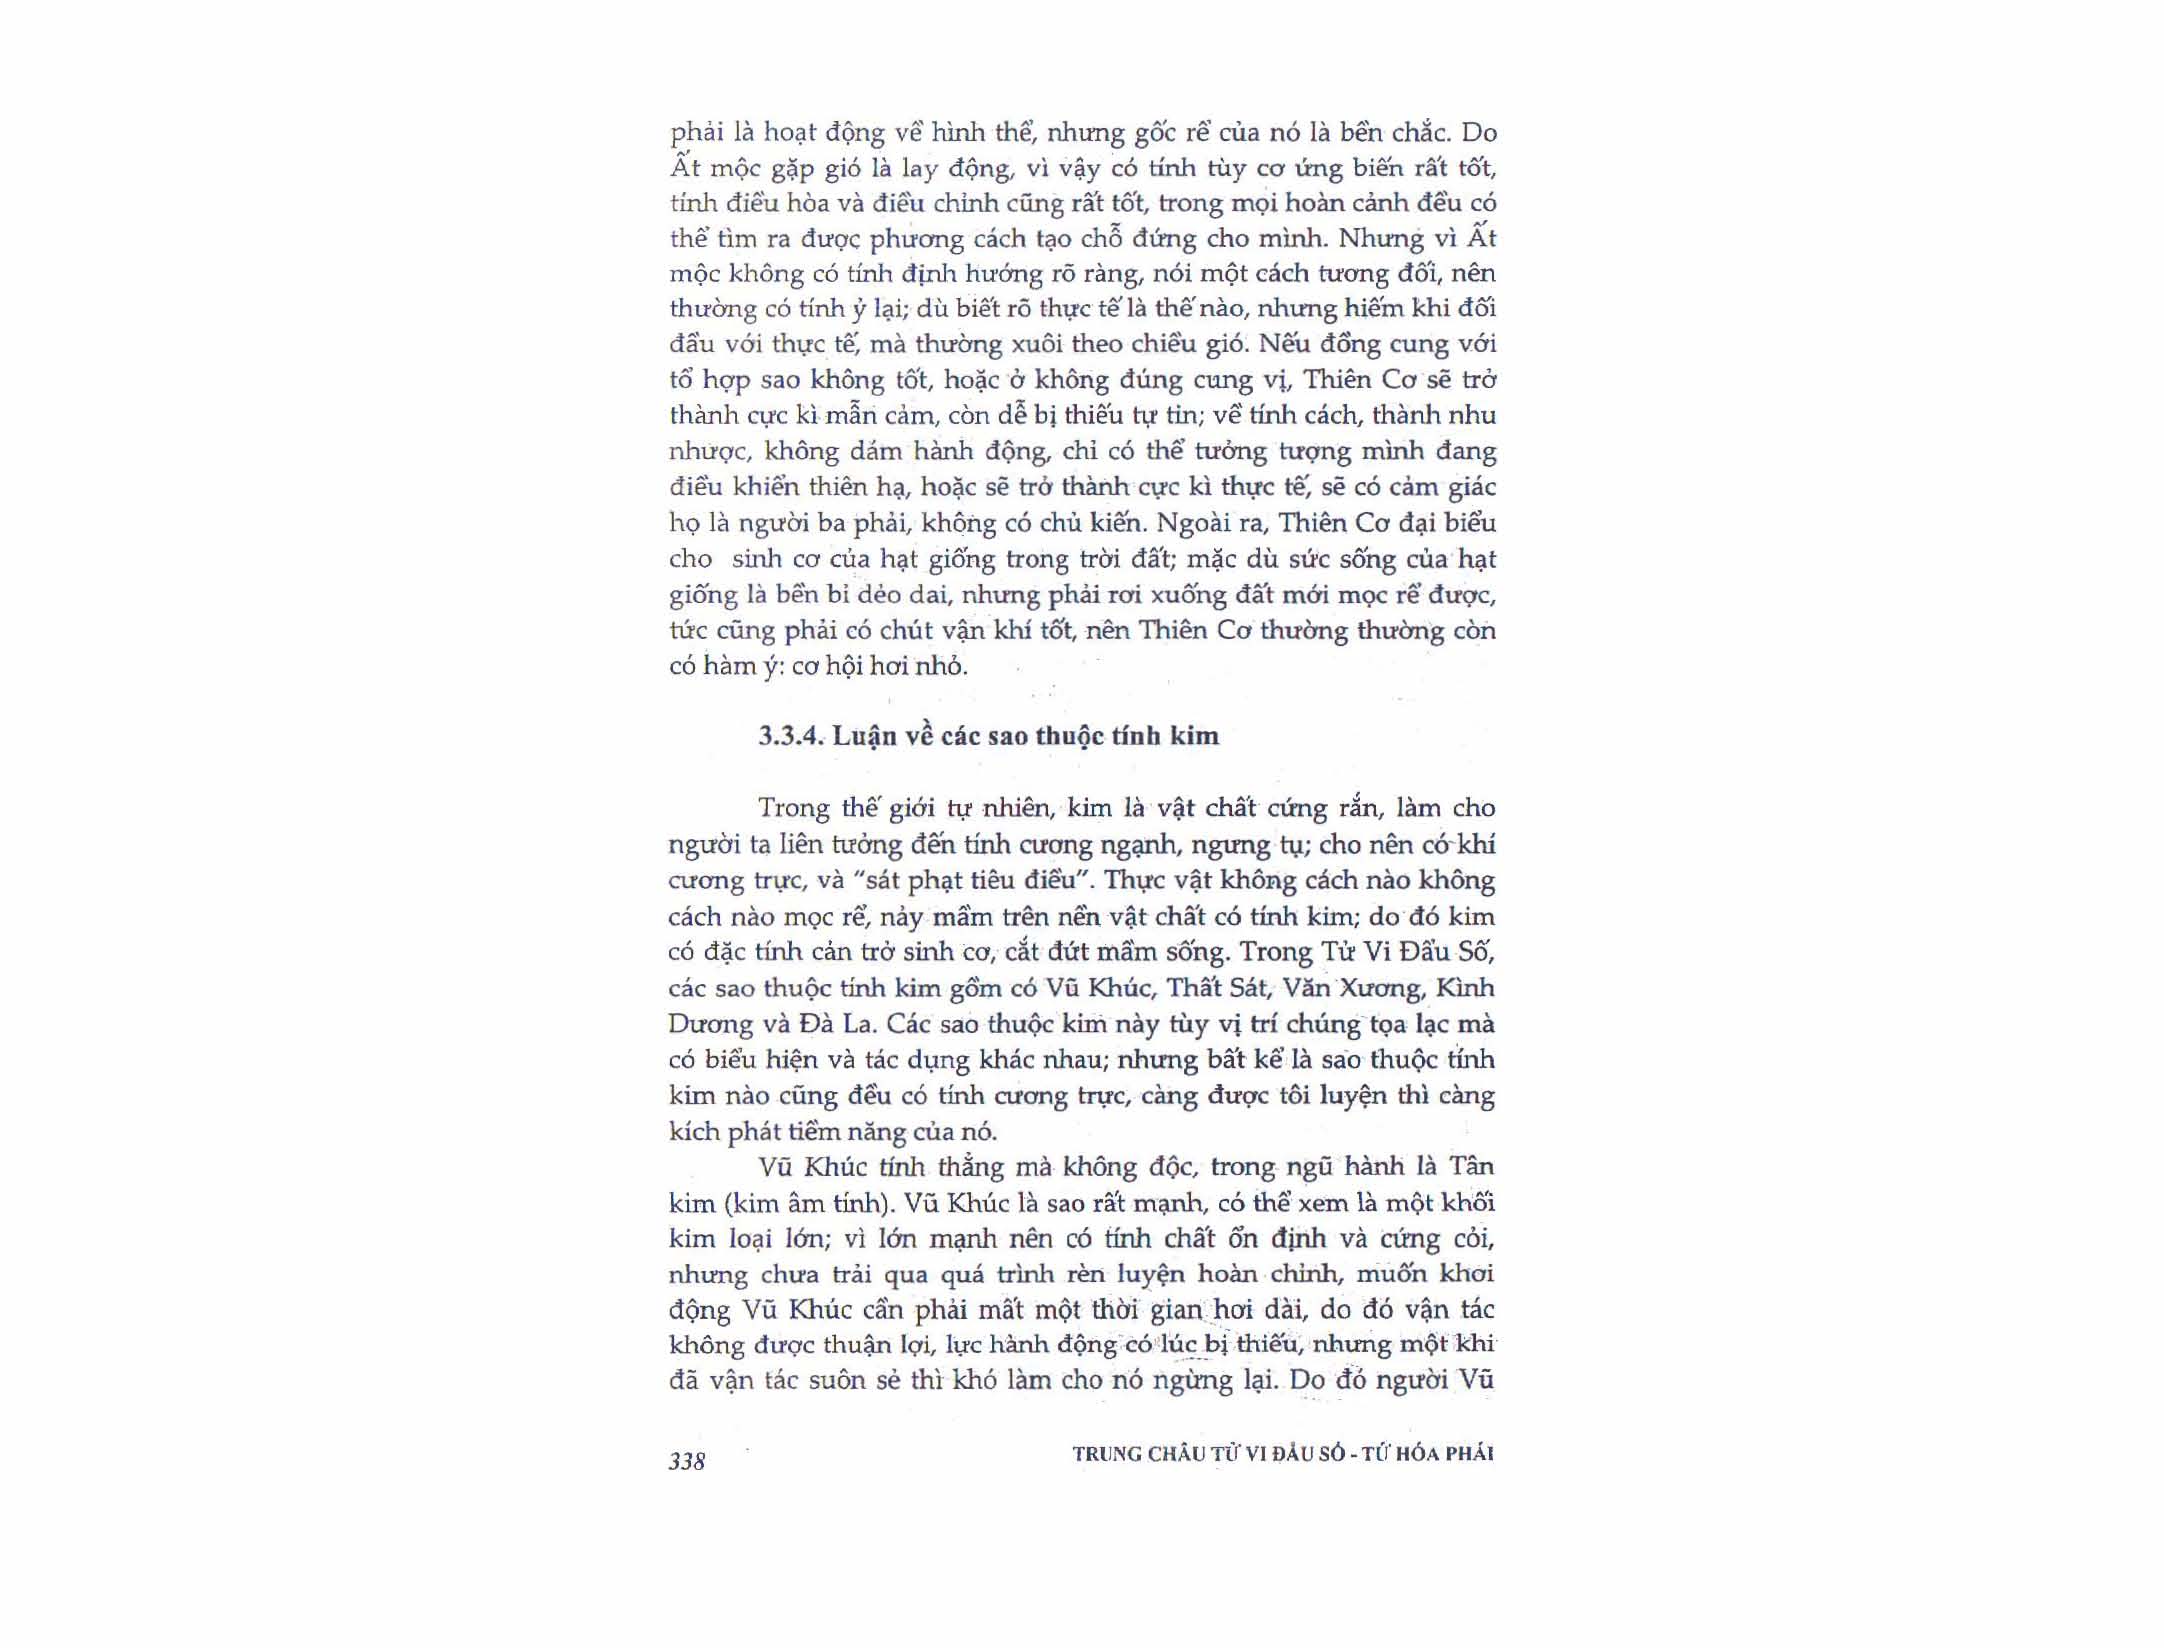 phải là hoạt động về hình thể, nhưng gốc rể của nó là bền chắc. Do
Ất mộc gặp gió là lay động, vì vậy có tính tùy cơ ứng biến rất tốt,
tính điều hòa và điều chỉnh cũng rất tốt, trong mọi hoàn cảnh đều có
thể tìm ra được phương cách tạo chỗ đứng cho mình. Nhưng vì Ất
mộc không có tính định hướng rõ ràng, nói một cách tương đối, nên
thường có tính ỷ lại; dù biết rõ thực tế là thế nào, nhưng hiếm khi đối
đầu với thực tế, mà thường xuôi theo chiều gió. Nếu đồng cung với
tổ hợp sao không tốt, hoặc ở không đúng cung vị, Thiên Cơ sẽ trở
thành cực kì mẫn cảm, còn dễ bị thiếu tự tin; về tính cách, thành nhu
nhược, không dám hành động, chỉ có thể tưởng tượng mình đang
điều khiển thiên hạ, hoặc sẽ trở thành cực kì thực tế, sẽ có cảm giác
họ là người ba phải, không có chủ kiến. Ngoài ra, Thiên Cơ đại biểu
cho sinh cơ của hạt giống trong trời đất; mặc dù sức sống của hạt
giống là bền bỉ dẻo dai, nhưng phải rơi xuống đất mới mọc rể được,
tức cũng phải có chút vận khí tốt, nên Thiên Cơ thường thường còn
có hàm ý: cơ hội hơi nhỏ.
3.3.4. Luận về các sao thuộc tính kim
Trong thế giới tự nhiên, kim là vật chất cứng rắn, làm cho
người ta liên tưởng đến tính cương ngạnh, ngưng tụ; cho nên có khí
cương trực, và "sát phạt tiêu điều". Thực vật không cách nào không
cách nào mọc rể, nảy mầm trên nền vật chất có tính kim; do đó kim
có đặc tính cản trở sinh cơ, cắt đứt mầm sống. Trong Tử Vi Đẩu Số,
các sao thuộc tính kim gồm có Vũ Khúc, Thất Sát, Văn Xương, Kình
Dương và Đà La. Các sao thuộc kim này tùy vị trí chúng tọa lạc mà
có biểu hiện và tác dụng khác nhau; nhưng bất kể là sao thuộc tính
kim nào cũng đều có tính cương trực, càng được tôi luyện thì càng
kích phát tiềm năng của nó.
Vũ Khúc tính thẳng mà không độc, trong ngũ hành là Tân
kim (kim âm tính). Vũ Khúc là sao rất mạnh, có thể xem là một khối
kim loại lớn; vì lớn mạnh nên có tính chất ổn định và cứng cỏi,
nhưng chưa trải qua quá trình rèn luyện hoàn chỉnh, muốn khơi
động Vũ Khúc cần phải mất một thời gian hơi dài, do đó vận tác
không được thuận lợi, lực hành động có lúc bị thiếu, nhưng một khi
đã vận tác suôn sẻ thì khó làm cho nó ngừng lại. Do đó người Vũ
338
TRUNG CHÂU TỬ VI ĐẨU SỐ - TỨ HÓA PHÁI